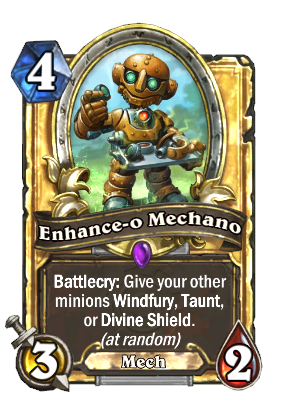 4
Enhance-o Mechano
Battlecry: Give your other
minions Windfury, Taunt,
or Divine Shield.
(at random)
3
Mech
2